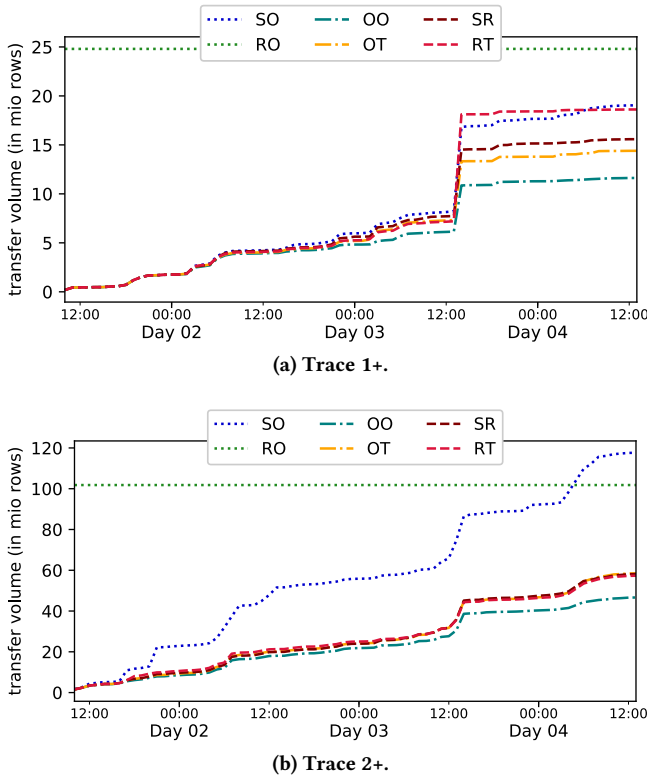 SO OO SR
RO OT RT
25
20
15
10
5
0
transfer volume (in mio rows)
12:00 00:00 12:00 00:00 12:00 00:00 12:00
Day 02 Day 03 Day 04
(a) Trace 1+.
SO OO SR
RO OT RT
120
100
80
60
40
20
0
transfer volume (in mio rows)
12:00 00:00 12:00 00:00 12:00 00:00 12:00
Day 02 Day 03 Day 04
(b) Trace 2+.